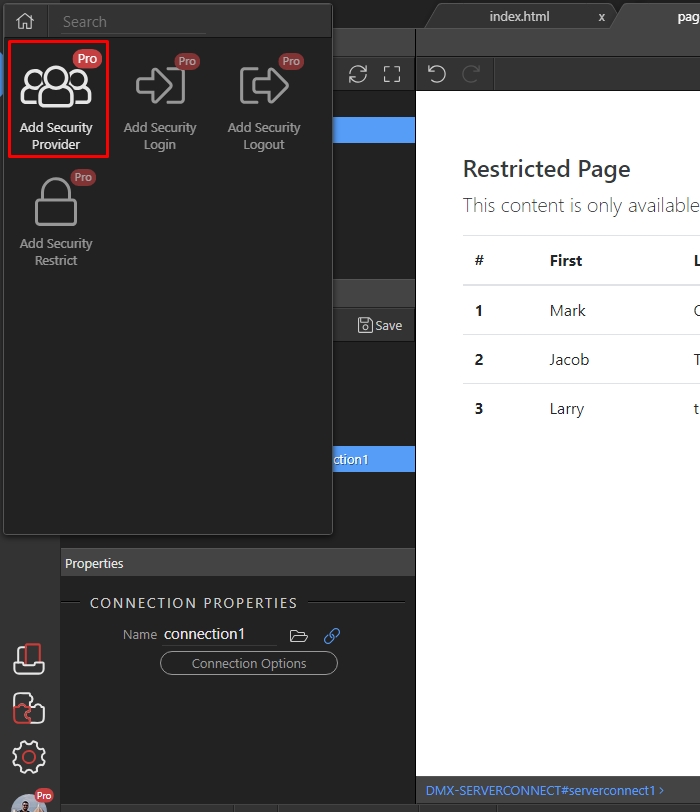 Search
index.html
x
pag
Pro
Pro
Pro
Add Security
Provider
Add Security
Login
Add Security
Logout
Pro
Add Security
Restrict
Save
ction1
Restricted Page
This content is only available
#
First
L
1
Mark
2
Jacob
T
3
Larry
t
Properties
CONNECTION PROPERTIES
Name
connection1
Connection Options
Pro
DMX-SERVERCONNECT#serverconnect1 ›